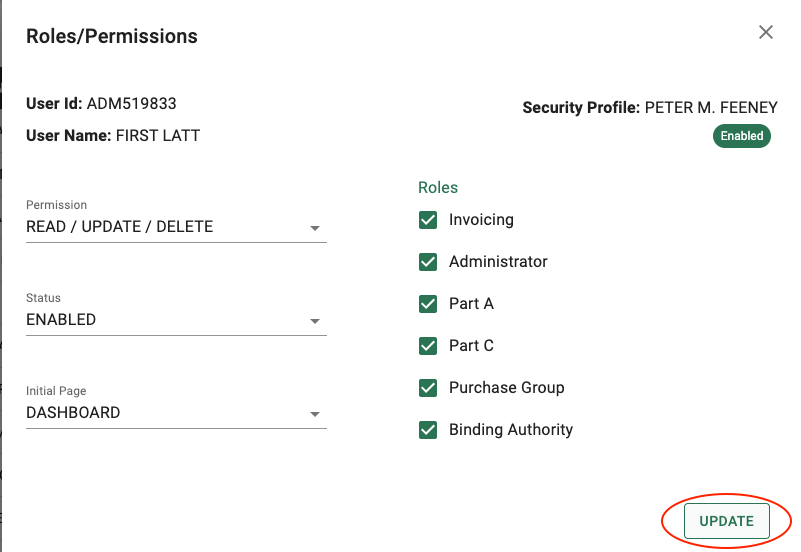 Roles/Permissions
User Id: ADM519833
Security Profile: PETER M. FEENEY
User Name: FIRST LATT
Enabled
Permission
READ / UPDATE / DELETE
Status
ENABLED
Initial Page
DASHBOARD
Roles
Invoicing
Administrator
Part A
Part C
Purchase Group
Binding Authority
UPDATE